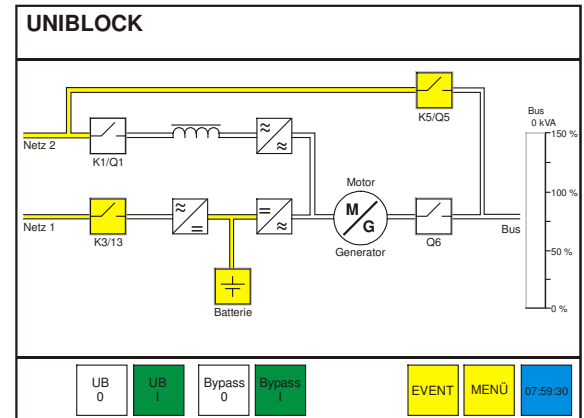 UNIBLOCK
K5/Q5
Bus
0 kVA
150 %
Netz 2
K1/Q1
≈
≈
Motor
100 %
M
G
Netz 1
K3/13
≈
=
=
≈
Generator
Q6
Bus
50 %
Batterie
0 %
UB
0
UB
I
Bypass
0
Bypass
I
EVENT
MENÜ
07:59:30